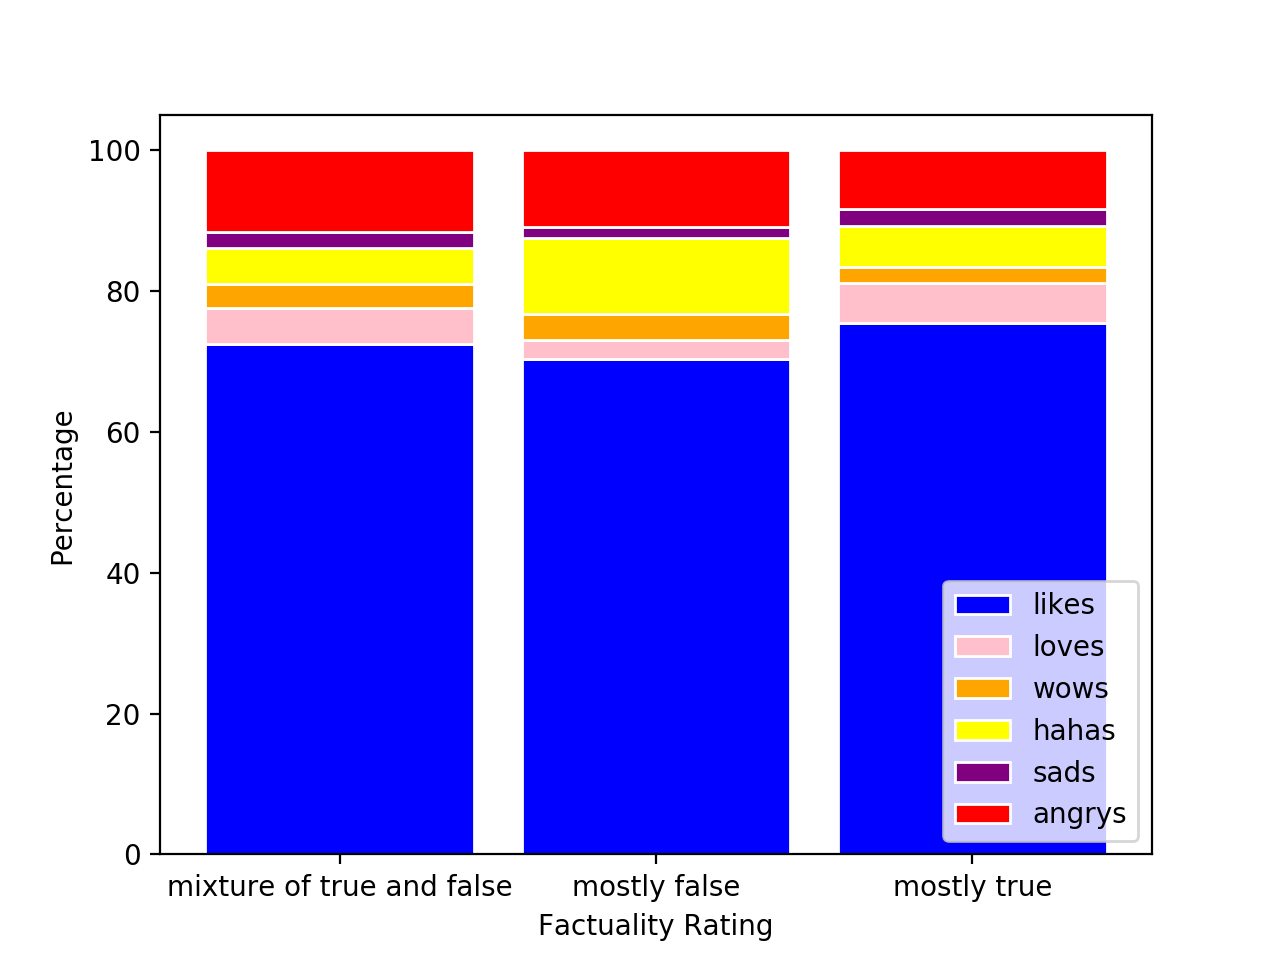 100
80
60
40
20
0
Percentage
likes
loves
wows
hahas
sads
angrys
mixture of true and false
mostly false
mostly true
Factuality Rating